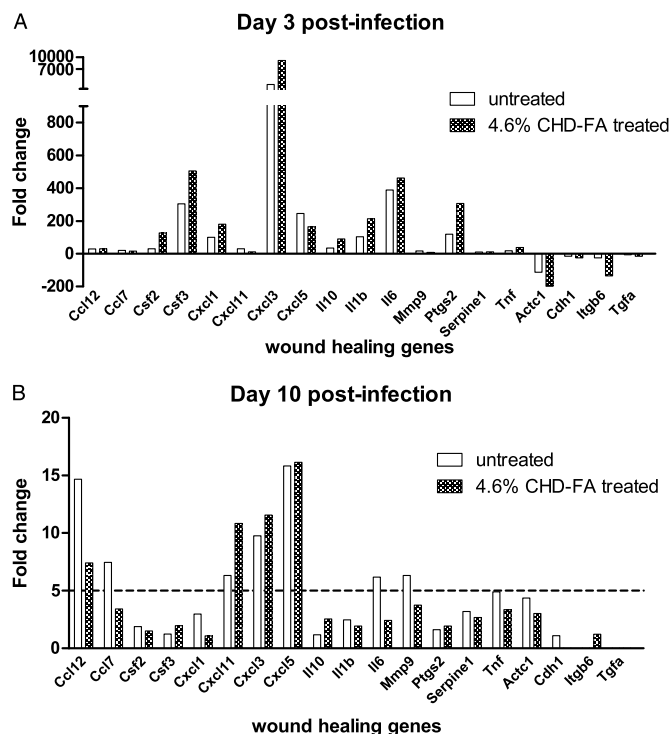 A
Day 3 post-infection
10000
7000
800
600
400
200
0
-200
Fold change
untreated
4.6% CHD-FA treated
Ccl12 Ccl7 Csf2 Csf3 Cxcl1 Cxcl11 Cxcl3 Cxcl5 Il10 Il1b Il6 Mmp9 Ptgs2 Serpine1 Tnf Actc1 Cdh1 Itgb6 Tgfa
wound healing genes
B
Day 10 post-infection
20
15
10
5
0
Fold change
untreated
4.6% CHD-FA treated
Ccl12 Ccl7 Csf2 Csf3 Cxcl1 Cxcl11 Cxcl3 Cxcl5 Il10 Il1b Il6 Mmp9 Ptgs2 Serpine1 Tnf Actc1 Cdh1 Itgb6 Tgfa
wound healing genes